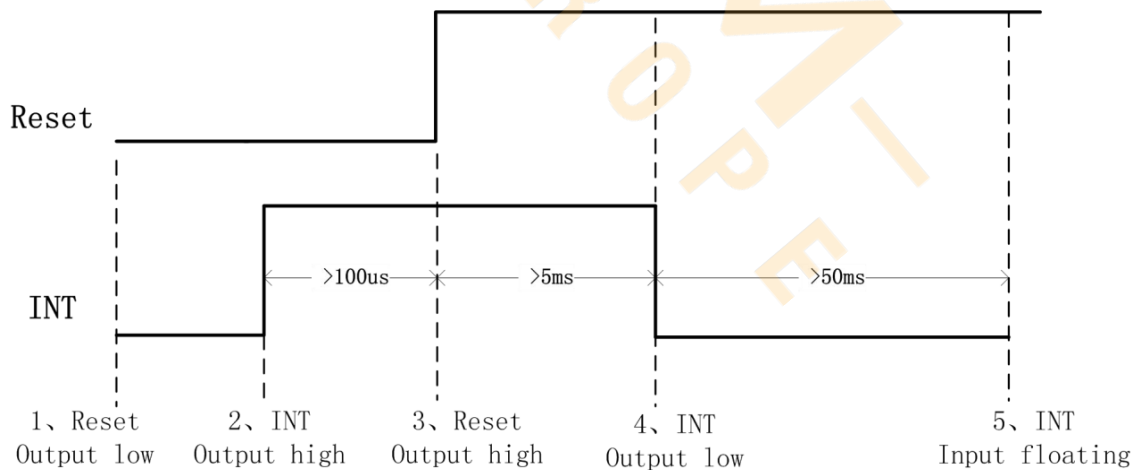 Reset
>100us
>5ms
>50ms
INT
1、Reset
Output low
2、INT
Output high
3、Reset
Output high
4、INT
Output low
5、INT
Input floating
ROPE